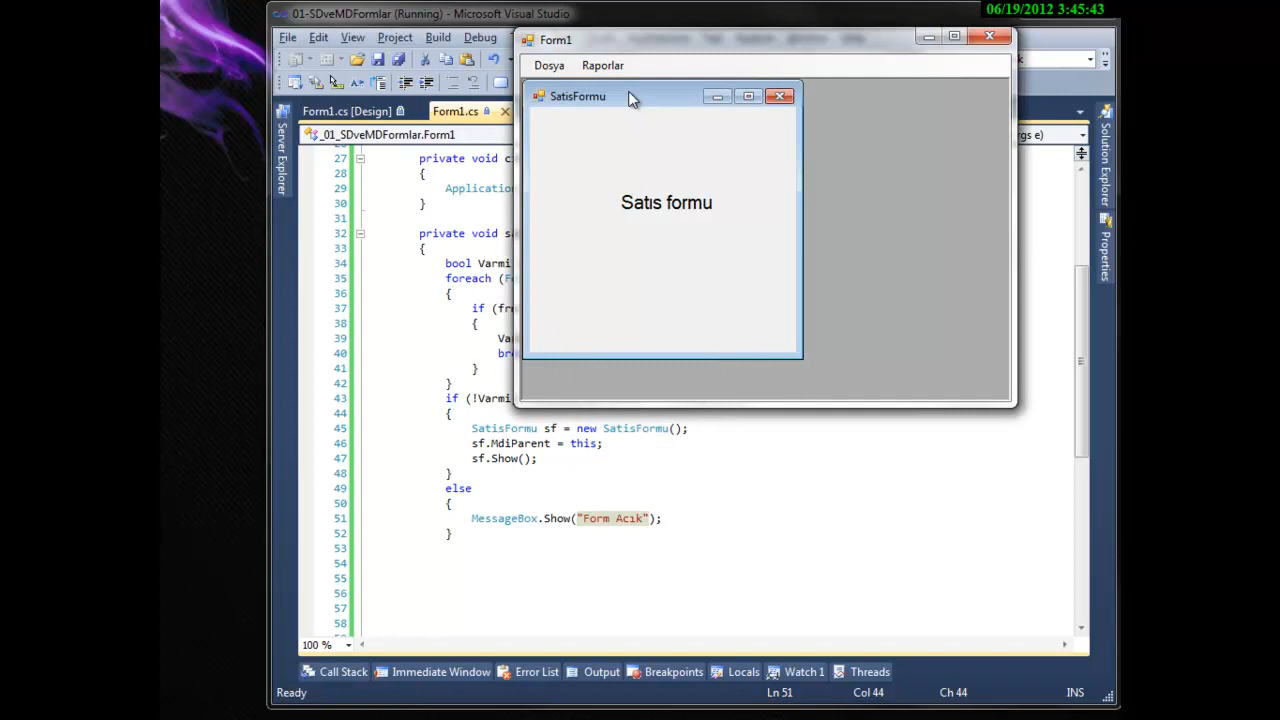 06/19/2012 3:45:43
01-SDveMDFormlar (Running) - Microsoft Visual Studio
File Edit View Project Build Debug
Form1
Dosya Raporlar
SatisFormu
Satıs formu
Form1.cs [Design] Form1.cs
_01_SDveMDFormlar.Form1
Server Explorer
Solution Explorer
Properties
27 private void c
28 {
29 Application
30 }
31
32 private void s
33 {
34 bool Varmi
35 foreach (F
36 {
37 if (fr
38 {
39 Va
40 br
41 }
42 }
43 if (!Varmi
44 {
45 SatisFormu sf = new SatisFormu();
46 sf.MdiParent = this;
47 sf.Show();
48 }
49 else
50 {
51 MessageBox.Show("Form Acık");
52 }
53
54
55
56
57
58
100 %
Call Stack Immediate Window Error List Output Breakpoints Locals Watch 1 Threads
Ready Ln 51 Col 44 Ch 44 INS